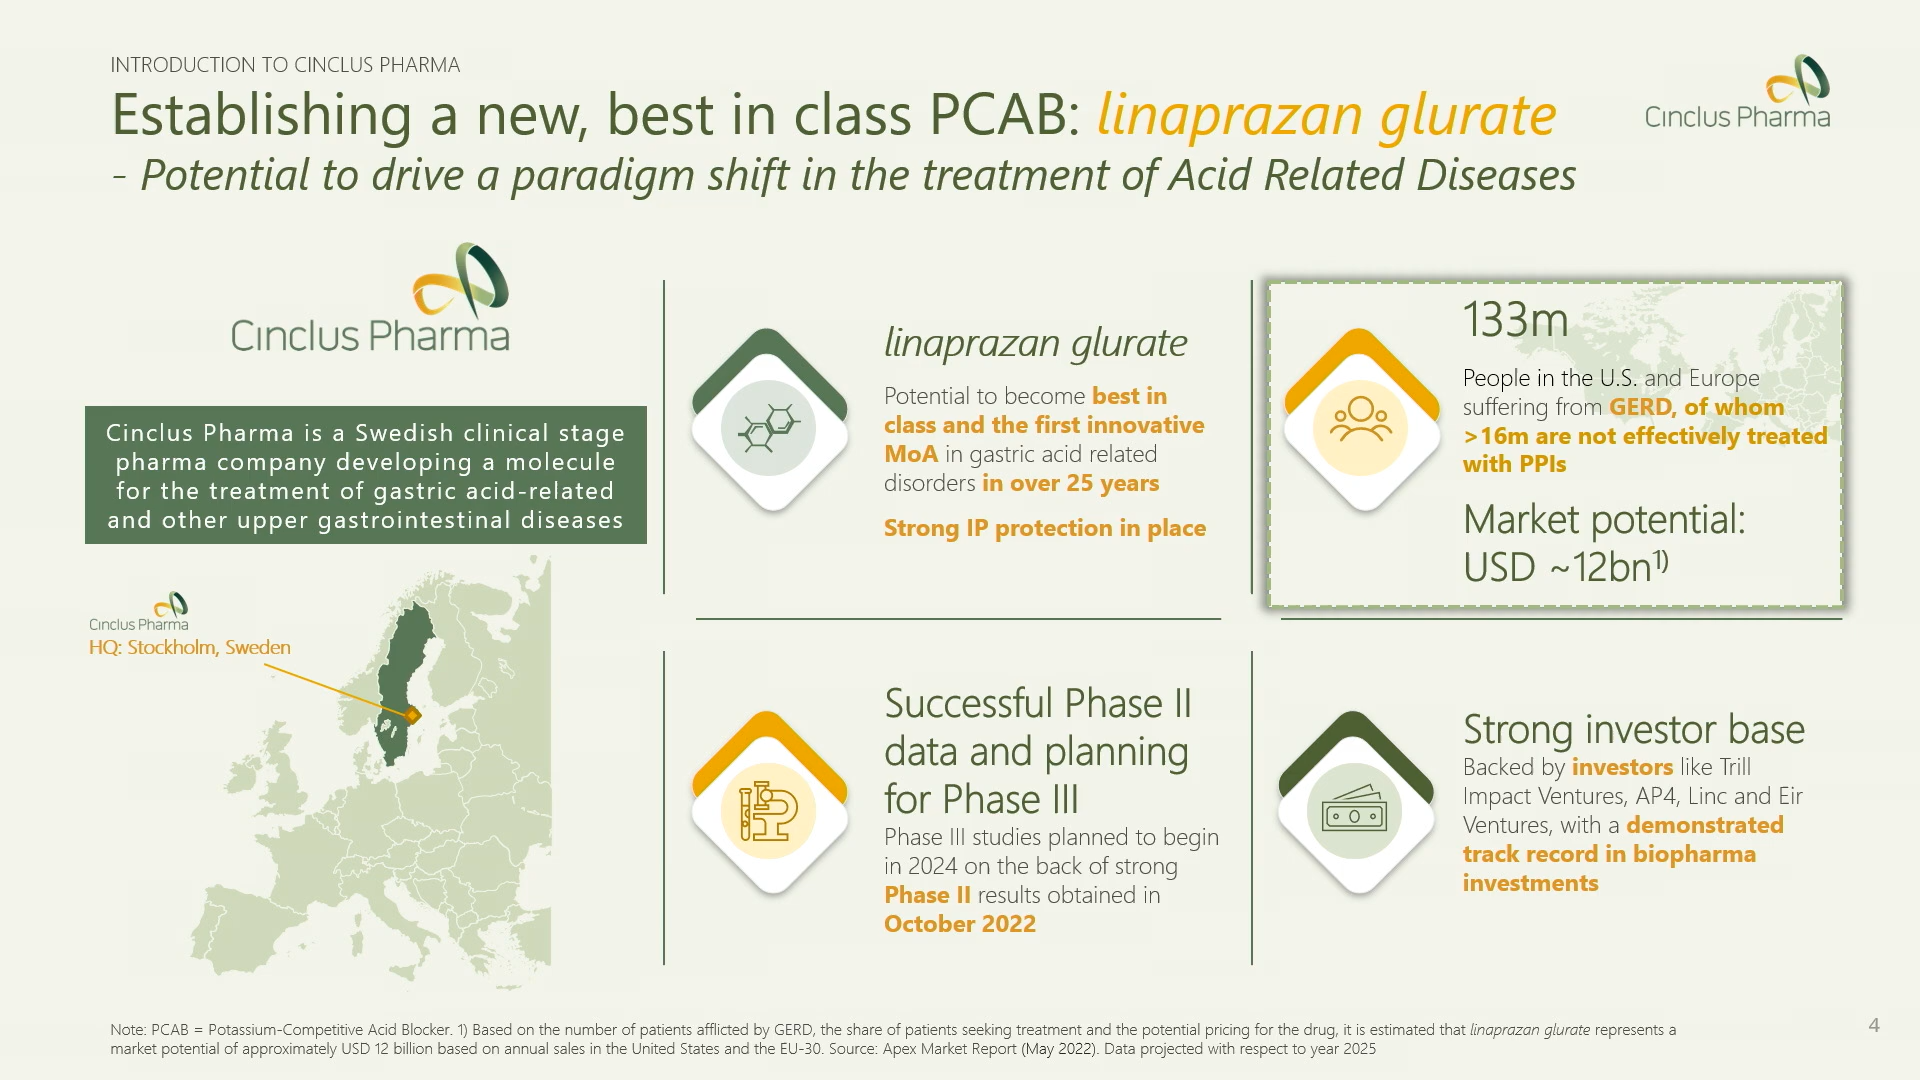 INTRODUCTION TO CINCLUS PHARMA
Establishing a new, best in class PCAB: linaprazan glurate
- Potential to drive a paradigm shift in the treatment of Acid Related Diseases
Cinclus Pharma
Cinclus Pharma
Cinclus Pharma is a Swedish clinical stage
pharma company developing a molecule
for the treatment of gastric acid-related
and other upper gastrointestinal diseases
Cinclus Pharma
HQ: Stockholm, Sweden
linaprazan glurate
Potential to become best in
class and the first innovative
MoA in gastric acid related
disorders in over 25 years
Strong IP protection in place
133m
People in the U.S. and Europe
suffering from GERD, of whom
>16m are not effectively treated
with PPIs
Market potential:
USD ~12bn1)
Successful Phase II
data and planning
for Phase III
Phase III studies planned to begin
in 2024 on the back of strong
Phase II results obtained in
October 2022
Strong investor base
Backed by investors like Trill
Impact Ventures, AP4, Linc and Eir
Ventures, with a demonstrated
track record in biopharma
investments
Note: PCAB = Potassium-Competitive Acid Blocker. 1) Based on the number of patients afflicted by GERD, the share of patients seeking treatment and the potential pricing for the drug, it is estimated that linaprazan glurate represents a
market potential of approximately USD 12 billion based on annual sales in the United States and the EU-30. Source: Apex Market Report (May 2022). Data projected with respect to year 2025
4